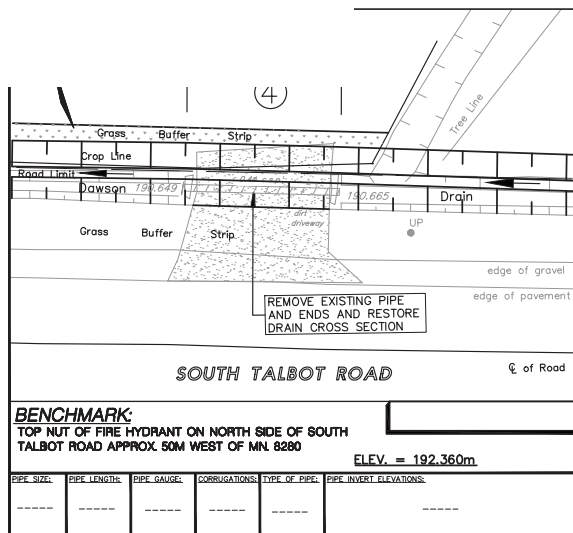 4
Tree Line
Grass Buffer Strip
Crop Line
Road Limit
Dawson 190.649 190.665 Drain
dirt
driveway
UP
Grass Buffer Strip
edge of gravel
edge of pavement
REMOVE EXISTING PIPE
AND ENDS AND RESTORE
DRAIN CROSS SECTION
SOUTH TALBOT ROAD
℄ of Road
BENCHMARK:
TOP NUT OF FIRE HYDRANT ON NORTH SIDE OF SOUTH
TALBOT ROAD APPROX. 50M WEST OF MN. 8280
ELEV. = 192.360m
PIPE SIZE: PIPE LENGTH: PIPE GAUGE: CORRUGATIONS: TYPE OF PIPE: PIPE INVERT ELEVATIONS:
----- ----- ----- ---- ---- -----